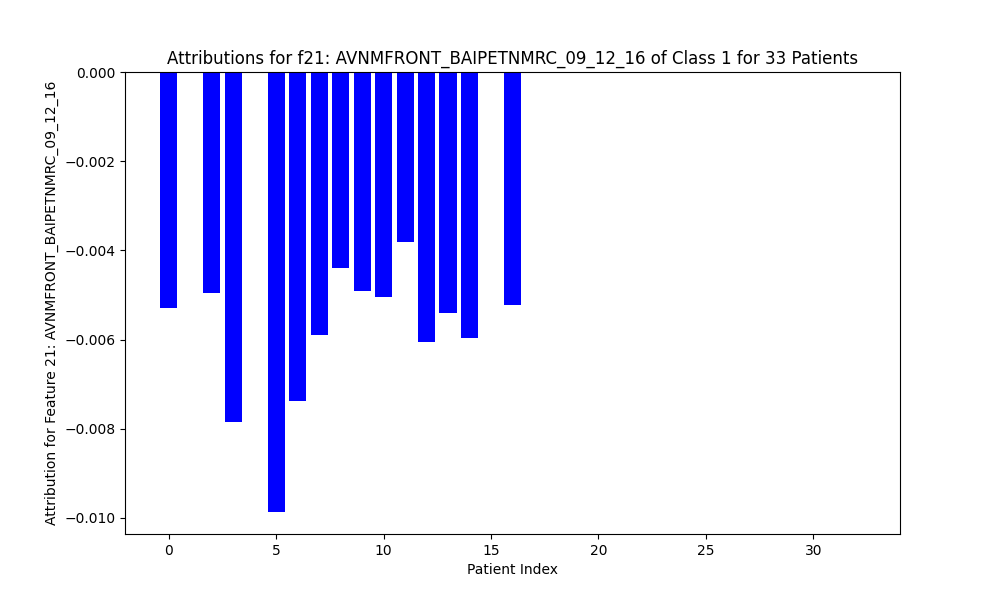 Attributions for f21: AVNMFRONT_BAIPETNMRC_09_12_16 of Class 1 for 33 Patients
Attribution for Feature 21: AVNMFRONT_BAIPETNMRC_09_12_16
0.000
−0.002
−0.004
−0.006
−0.008
−0.010
0 5 10 15 20 25 30
Patient Index